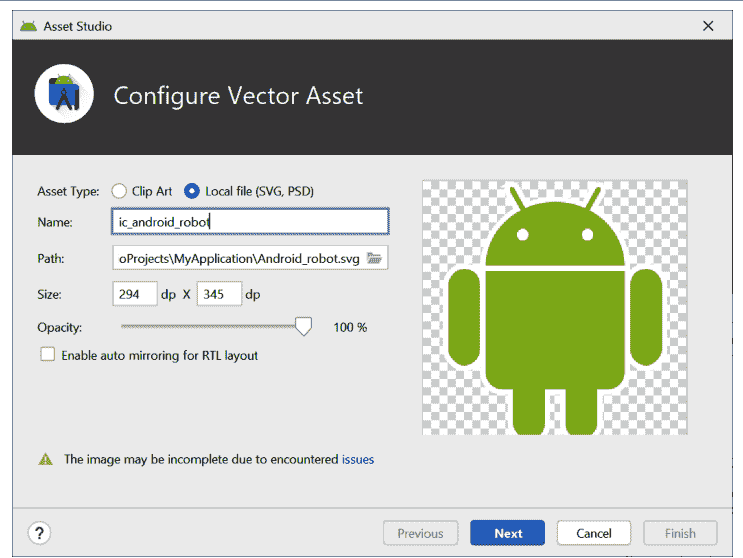 Asset Studio
Configure Vector Asset
Asset Type: Clip Art Local file (SVG, PSD)
Name: ic_android_robot
Path: oProjects\MyApplication\Android_robot.svg
Size: 294 dp X 345 dp
Opacity: 100 %
Enable auto mirroring for RTL layout
The image may be incomplete due to encountered issues
? Previous Next Cancel Finish